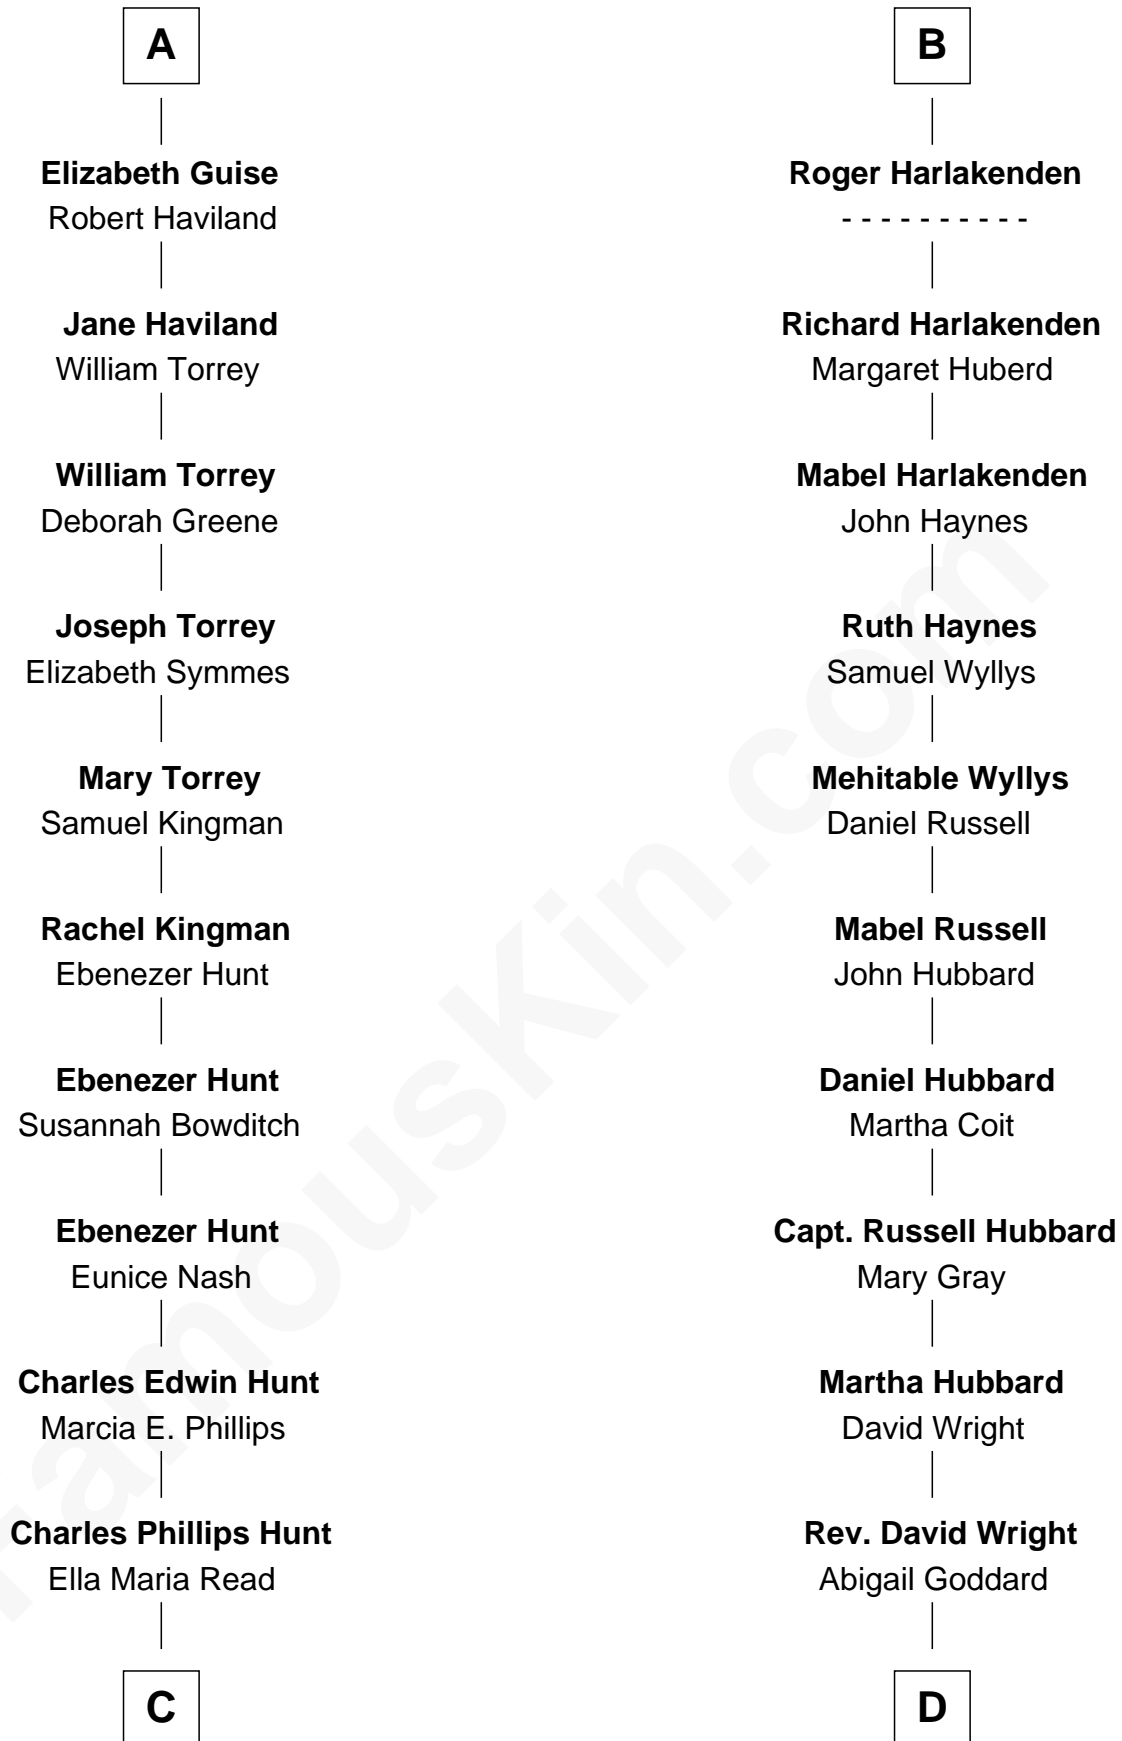 A
Elizabeth Guise
Robert Haviland
Jane Haviland
William Torrey
William Torrey
Deborah Greene
Joseph Torrey
Elizabeth Symmes
Mary Torrey
Samuel Kingman
Rachel Kingman
Ebenezer Hunt
Ebenezer Hunt
Susannah Bowditch
Ebenezer Hunt
Eunice Nash
Charles Edwin Hunt
Marcia E. Phillips
Charles Phillips Hunt
Ella Maria Read
C
B
Roger Harlakenden
- - - - - - - - - -
Richard Harlakenden
Margaret Huberd
Mabel Harlakenden
John Haynes
Ruth Haynes
Samuel Wyllys
Mehitable Wyllys
Daniel Russell
Mabel Russell
John Hubbard
Daniel Hubbard
Martha Coit
Capt. Russell Hubbard
Mary Gray
Martha Hubbard
David Wright
Rev. David Wright
Abigail Goddard
D
FamousKin.com